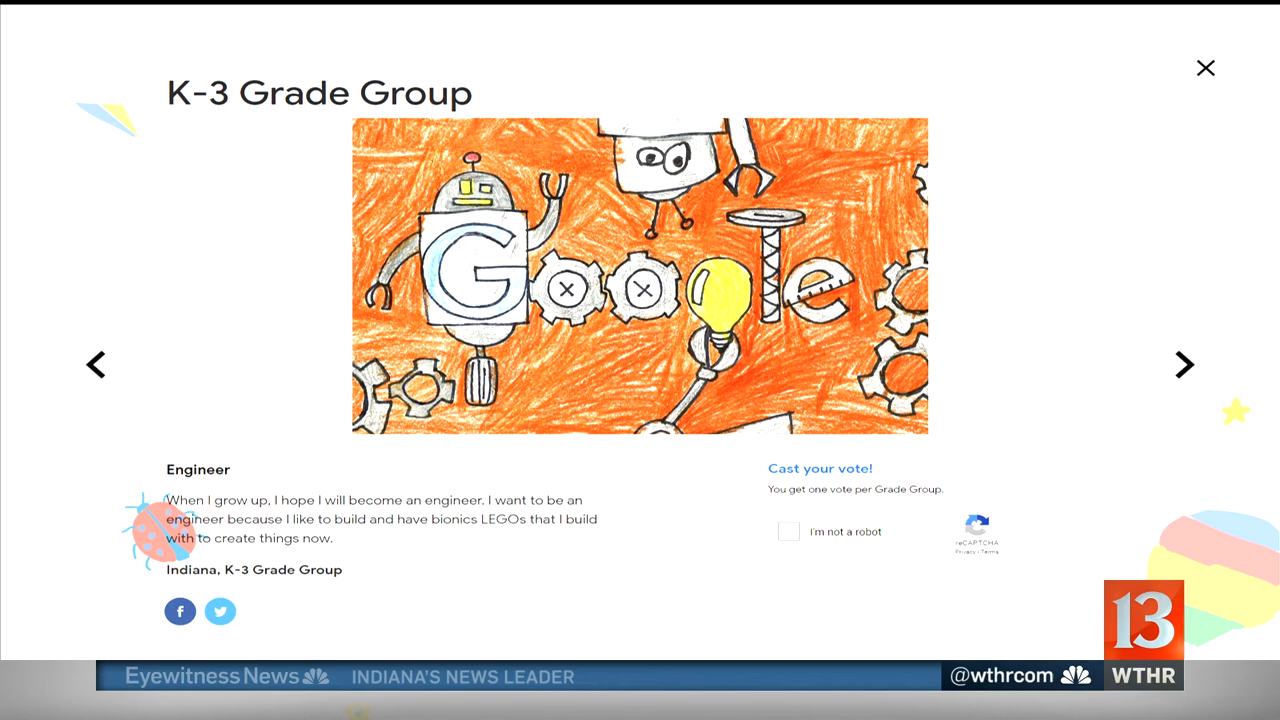 K-3 Grade Group
Google
Engineer
When I grow up, I hope I will become an engineer. I want to be an
engineer because I like to build and have bionics LEGOs that I build
with to create things now.
Indiana, K-3 Grade Group
Cast your vote!
You get one vote per Grade Group.
I'm not a robot
reCAPTCHA
Privacy - Terms
f
13
WTHR
Eyewitness News
INDIANA'S NEWS LEADER
@wthrcom